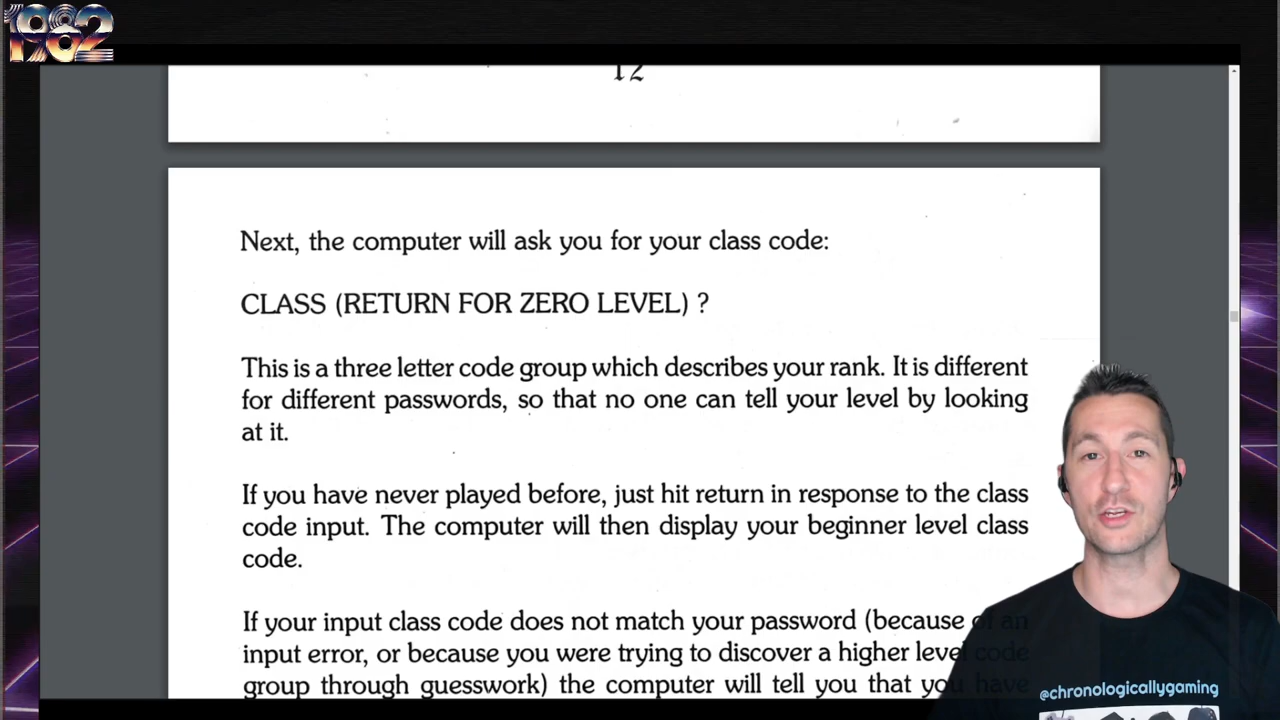 1982
12
Next, the computer will ask you for your class code:
CLASS (RETURN FOR ZERO LEVEL) ?
This is a three letter code group which describes your rank. It is different
for different passwords, so that no one can tell your level by looking
at it.
If you have never played before, just hit return in response to the class
code input. The computer will then display your beginner level class
code.
If your input class code does not match your password (because of an
input error, or because you were trying to discover a higher level code
group through guesswork) the computer will tell you that you have
@chronologicallygaming